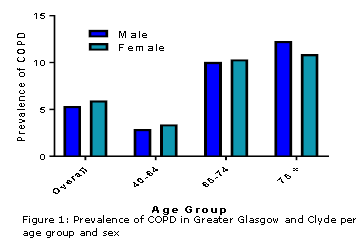 15
10
5
0
Prevalence of COPD
Male
Female
Overall
40-64
65-74
75 +
Age Group
Figure 1: Prevalence of COPD in Greater Glasgow and Clyde per
age group and sex